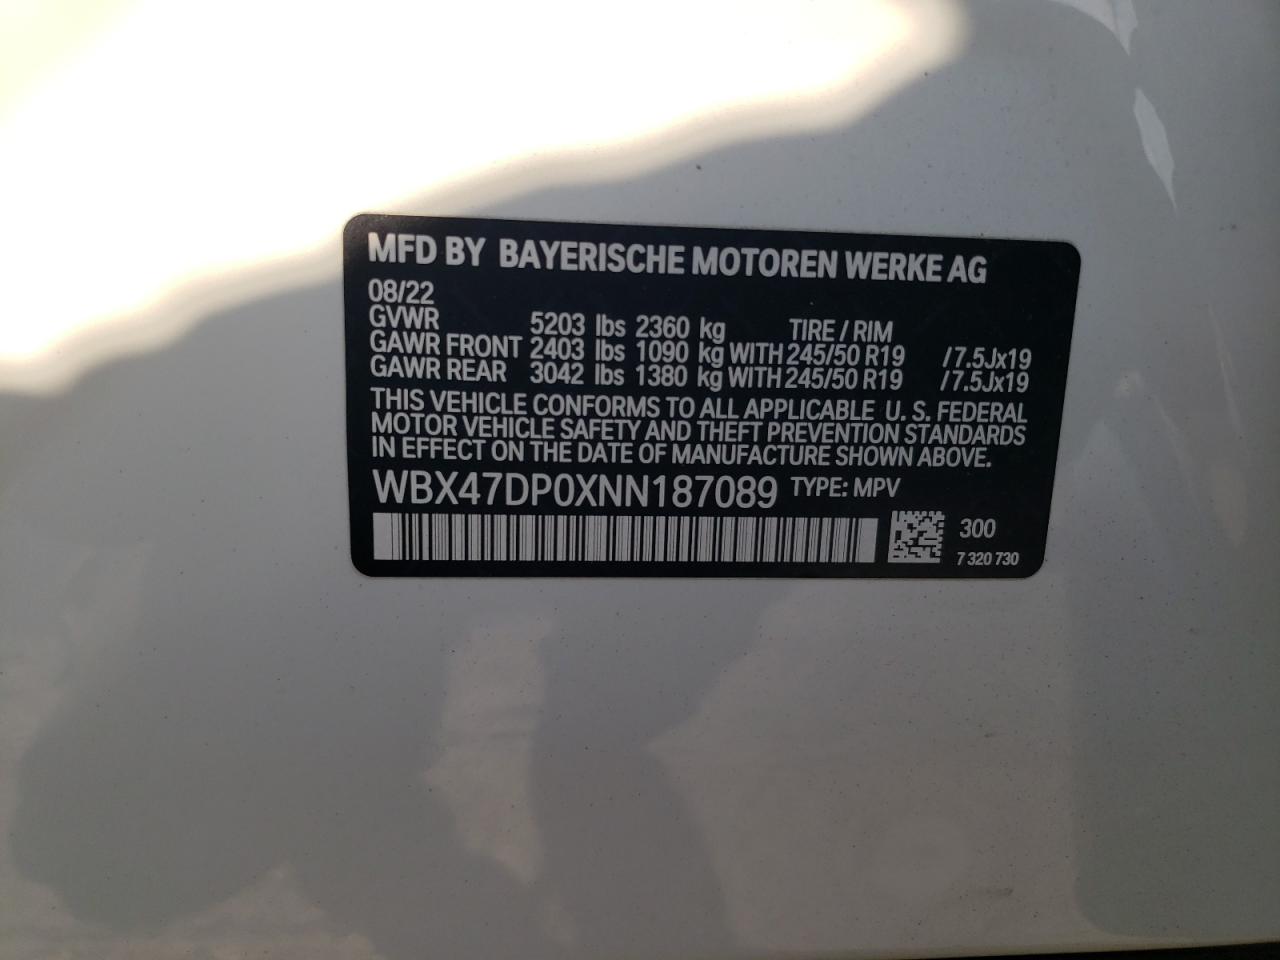 MFD BY BAYERISCHE MOTOREN WERKE AG
08/22
GVWR 5203 lbs 2360 kg TIRE / RIM
GAWR FRONT 2403 lbs 1090 kg WITH 245/50 R19 /7.5Jx19
GAWR REAR 3042 lbs 1380 kg WITH 245/50 R19 /7.5Jx19
THIS VEHICLE CONFORMS TO ALL APPLICABLE U. S. FEDERAL
MOTOR VEHICLE SAFETY AND THEFT PREVENTION STANDARDS
IN EFFECT ON THE DATE OF MANUFACTURE SHOWN ABOVE.
WBX47DP0XNN187089 TYPE: MPV
300
7 320 730